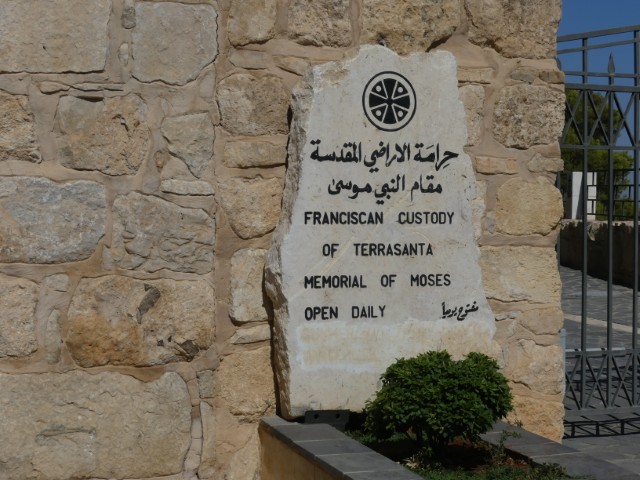 حراسة الاراضي المقدسة
مقام النبي موسى
FRANCISCAN CUSTODY
OF TERRASANTA
MEMORIAL OF MOSES
OPEN DAILY مفتوح يومياً